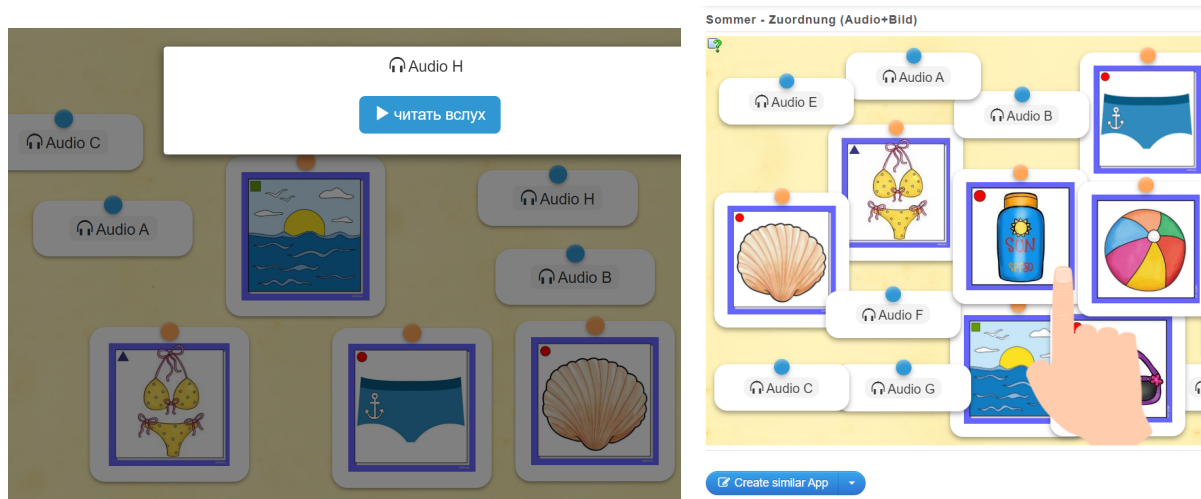 Audio H
читать вслух
Audio C
Audio H
Audio A
Audio B
Sommer - Zuordnung (Audio+Bild)
Audio A
Audio E
Audio B
SUN
Audio F
Audio C
Audio G
Create similar App